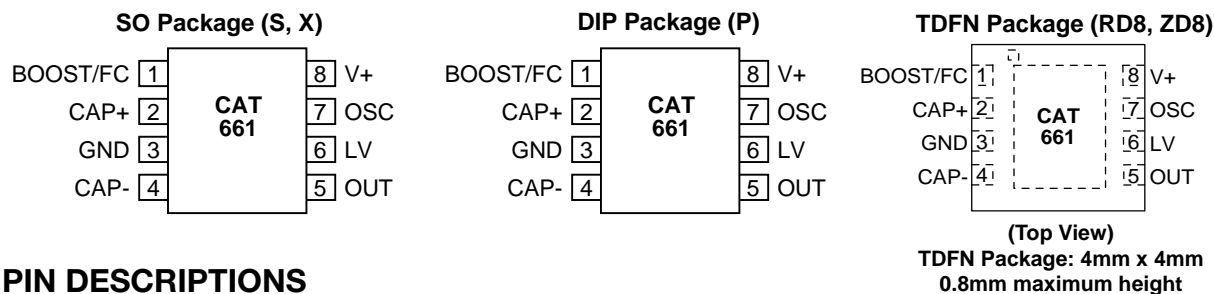 SO Package (S, X)
BOOST/FC 1 8 V+
CAP+ 2 CAT 7 OSC
661
GND 3 6 LV
CAP- 4 5 OUT
DIP Package (P)
BOOST/FC 1 8 V+
CAP+ 2 CAT 7 OSC
661
GND 3 6 LV
CAP- 4 5 OUT
TDFN Package (RD8, ZD8)
BOOST/FC 1 8 V+
CAP+ 2 CAT 7 OSC
GND 3 661 6 LV
CAP- 4 5 OUT
(Top View)
TDFN Package: 4mm x 4mm
0.8mm maximum height
PIN DESCRIPTIONS